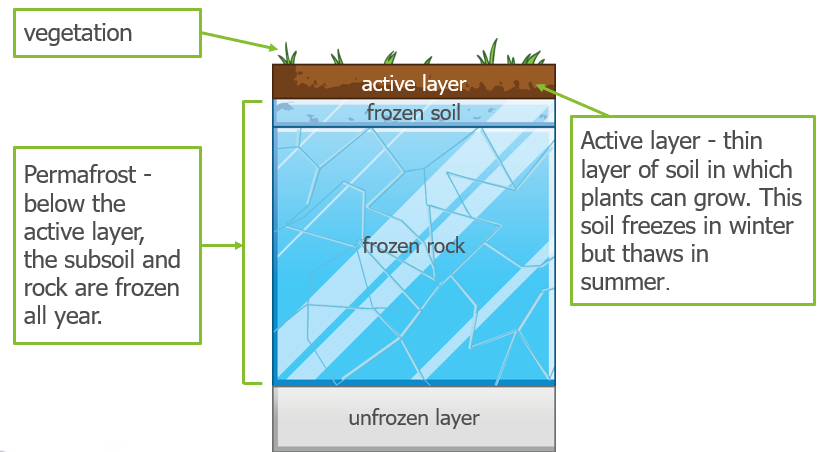 vegetation
active layer
frozen soil
Permafrost -
below the
active layer,
the subsoil and
rock are frozen
all year.
Active layer - thin
layer of soil in which
plants can grow. This
soil freezes in winter
but thaws in
summer.
frozen rock
unfrozen layer